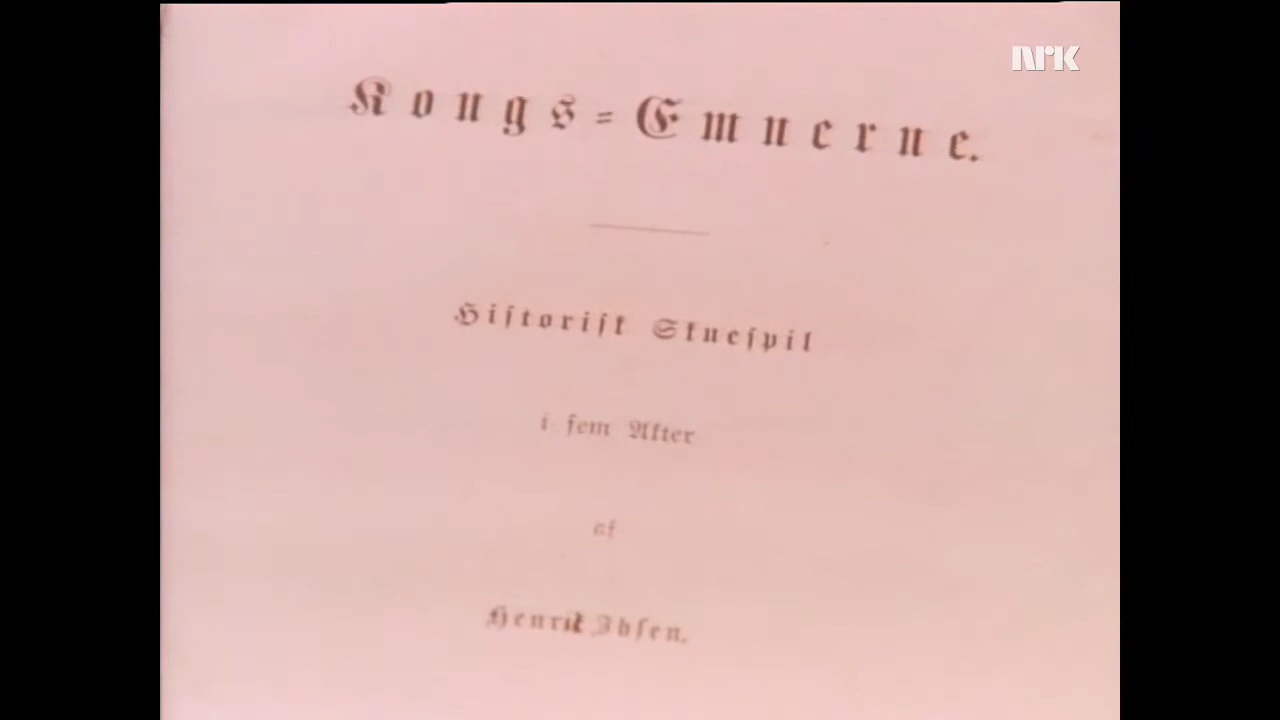 NRK
Kongs=Emnerne.
Historisk Skuespil
i fem Akter
af
Henrik Ibsen.